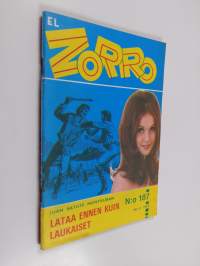 EL
ZORRO
N:o 187
LATAA ENNEN KUIN
LAUKAISET